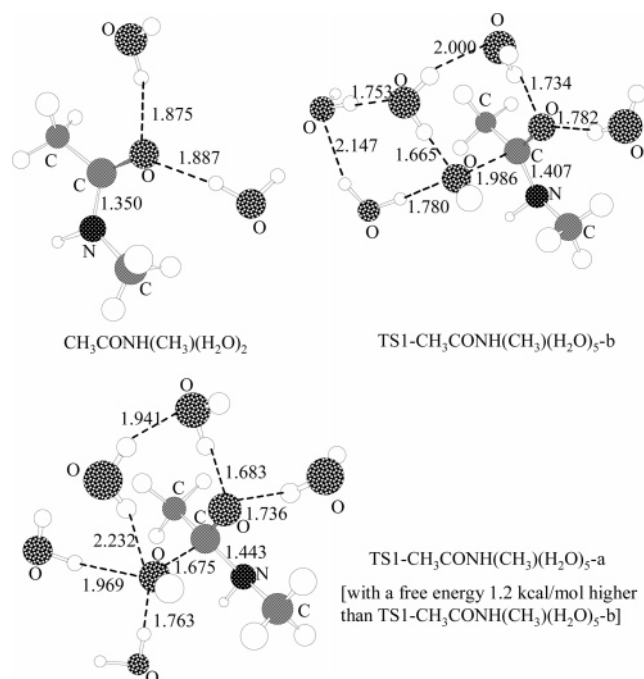 O
1.875
C
C
O
1.887
1.350
O
N
C
CH₃CONH(CH₃)(H₂O)₂
O
2.000
1.753
O
1.734
O
C
O
1.782
2.147
O
1.665
O
C
1.407
O
1.986
1.780
N
O
C
TS1-CH₃CONH(CH₃)(H₂O)₅-b
O
1.941
O
1.683
C
O
1.736
O
C
2.232
O
1.675
1.443
O
1.969
N
1.763
C
O
TS1-CH₃CONH(CH₃)(H₂O)₅-a
[with a free energy 1.2 kcal/mol higher
than TS1-CH₃CONH(CH₃)(H₂O)₅-b]